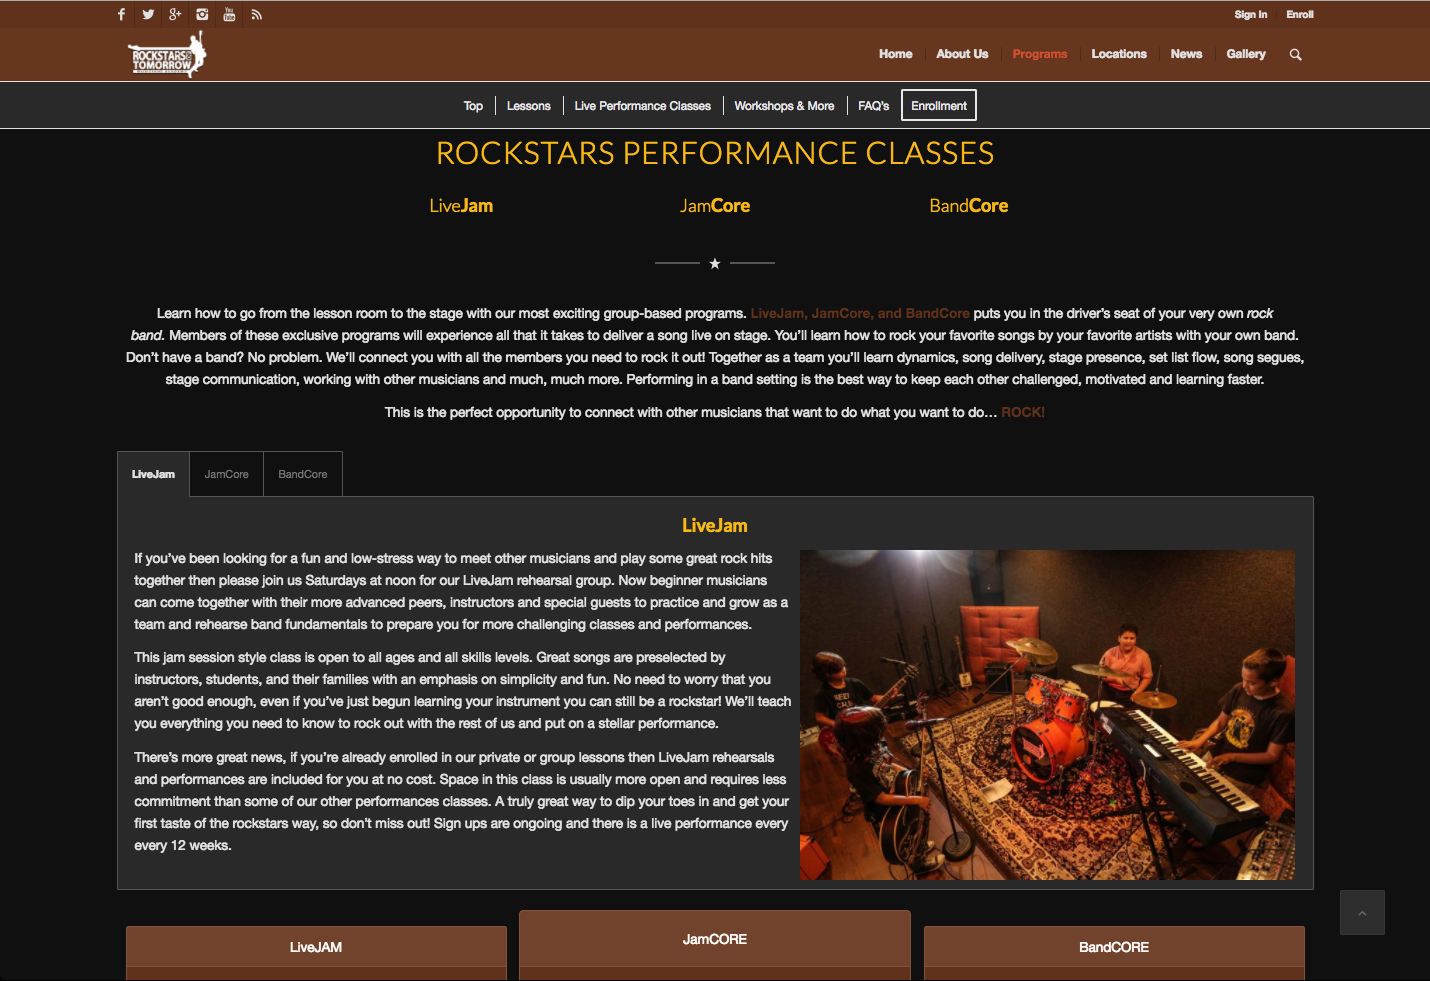 Sign In Enroll
ROCKSTARS OF
TOMORROW
Home About Us Programs Locations News Gallery
Top Lessons Live Performance Classes Workshops & More FAQ's Enrollment
ROCKSTARS PERFORMANCE CLASSES
LiveJam JamCore BandCore
Learn how to go from the lesson room to the stage with our most exciting group-based programs. LiveJam, JamCore, and BandCore puts you in the driver's seat of your very own rock
band. Members of these exclusive programs will experience all that it takes to deliver a song live on stage. You'll learn how to rock your favorite songs by your favorite artists with your own band.
Don't have a band? No problem. We'll connect you with all the members you need to rock it out! Together as a team you'll learn dynamics, song delivery, stage presence, set list flow, song segues,
stage communication, working with other musicians and much, much more. Performing in a band setting is the best way to keep each other challenged, motivated and learning faster.
This is the perfect opportunity to connect with other musicians that want to do what you want to do… ROCK!
LiveJam JamCore BandCore
LiveJam
If you've been looking for a fun and low-stress way to meet other musicians and play some great rock hits
together then please join us Saturdays at noon for our LiveJam rehearsal group. Now beginner musicians
can come together with their more advanced peers, instructors and special guests to practice and grow as a
team and rehearse band fundamentals to prepare you for more challenging classes and performances.
This jam session style class is open to all ages and all skills levels. Great songs are preselected by
instructors, students, and their families with an emphasis on simplicity and fun. No need to worry that you
aren't good enough, even if you've just begun learning your instrument you can still be a rockstar! We'll teach
you everything you need to know to rock out with the rest of us and put on a stellar performance.
There's more great news, if you're already enrolled in our private or group lessons then LiveJam rehearsals
and performances are included for you at no cost. Space in this class is usually more open and requires less
commitment than some of our other performances classes. A truly great way to dip your toes in and get your
first taste of the rockstars way, so don't miss out! Sign ups are ongoing and there is a live performance every
every 12 weeks.
LiveJAM JamCORE BandCORE